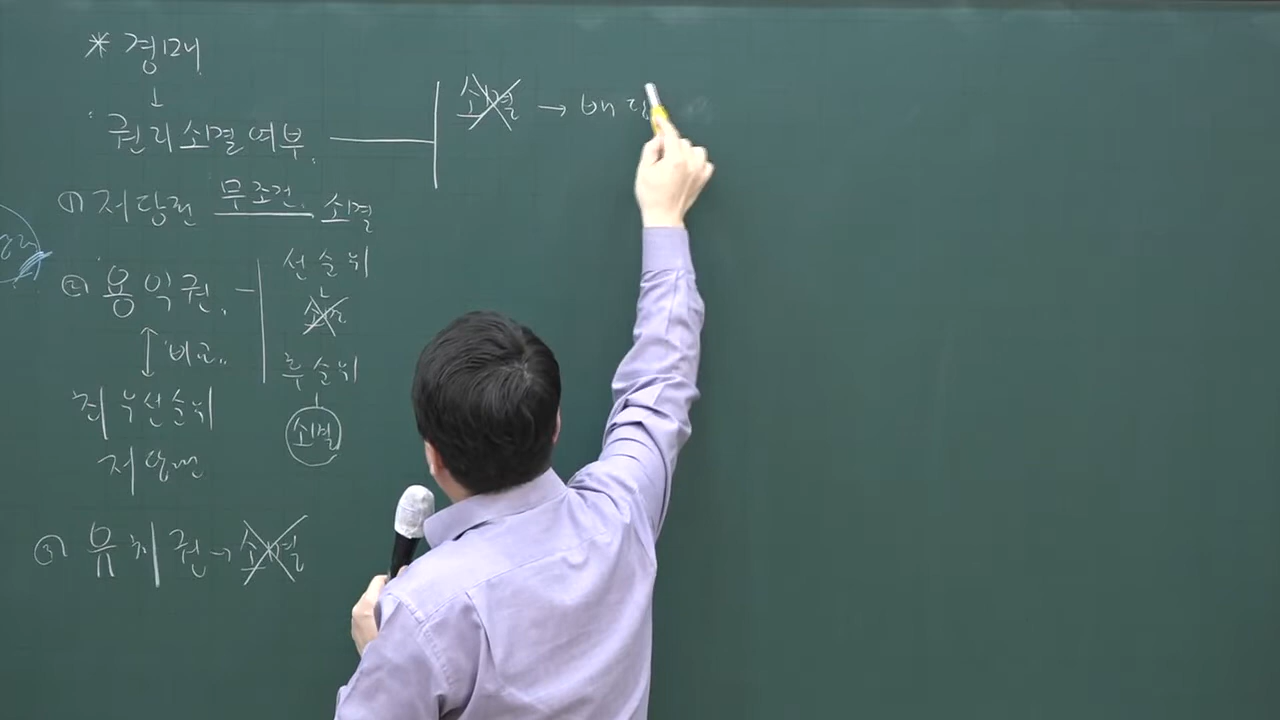 * 경매
↓
권리소멸여부.
소멸 → 배
① 저당권 무조건 소멸
② 용익권.
선순위
소멸
↕ 비교..
후순위
↓
소멸
최우선순위
저당권
③ 유치권 → 소멸